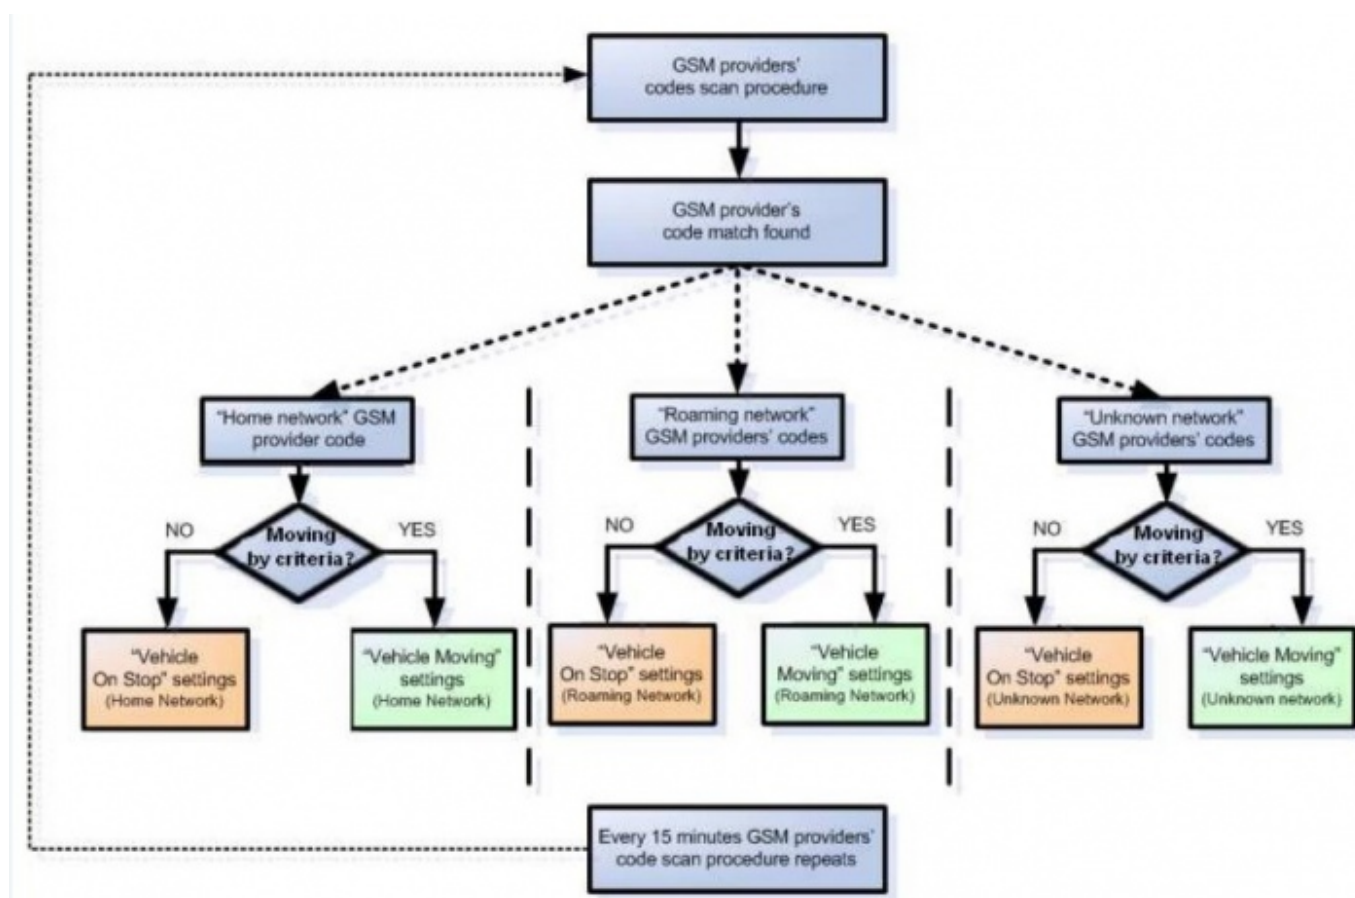 GSM providers'
codes scan procedure
GSM provider's
code match found
"Home network" GSM
provider code
"Roaming network"
GSM providers' codes
"Unknown network"
GSM providers' codes
NO
Moving
by criteria?
YES
NO
Moving
by criteria?
YES
NO
Moving
by criteria?
YES
"Vehicle
On Stop" settings
(Home Network)
"Vehicle Moving"
settings
(Home Network)
"Vehicle
On Stop" settings
(Roaming Network)
"Vehicle
Moving" settings
(Roaming Network)
"Vehicle
On Stop" settings
(Unknown Network)
"Vehicle Moving"
settings
(Unknown network)
Every 15 minutes GSM providers'
code scan procedure repeats